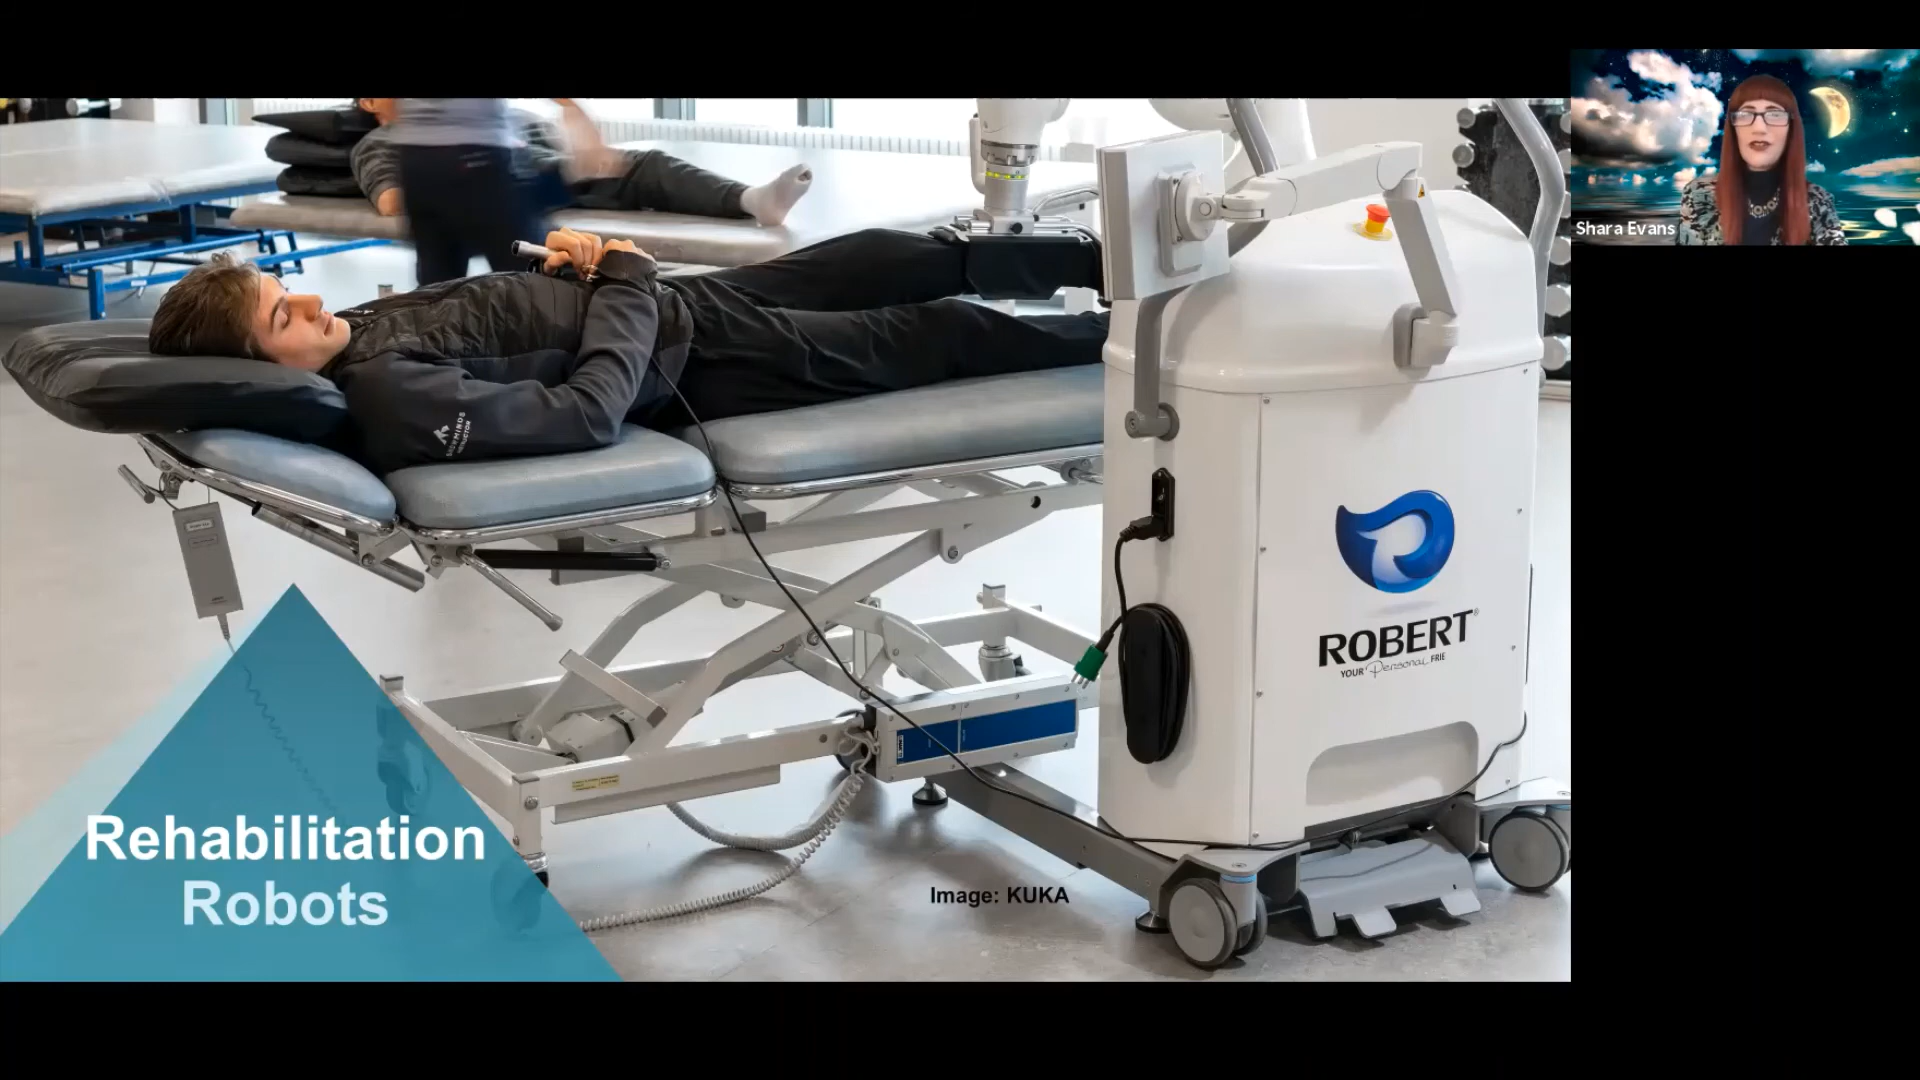 Shara Evans
ROBERT®
YOUR Personal FRIE
Rehabilitation
Robots
Image: KUKA